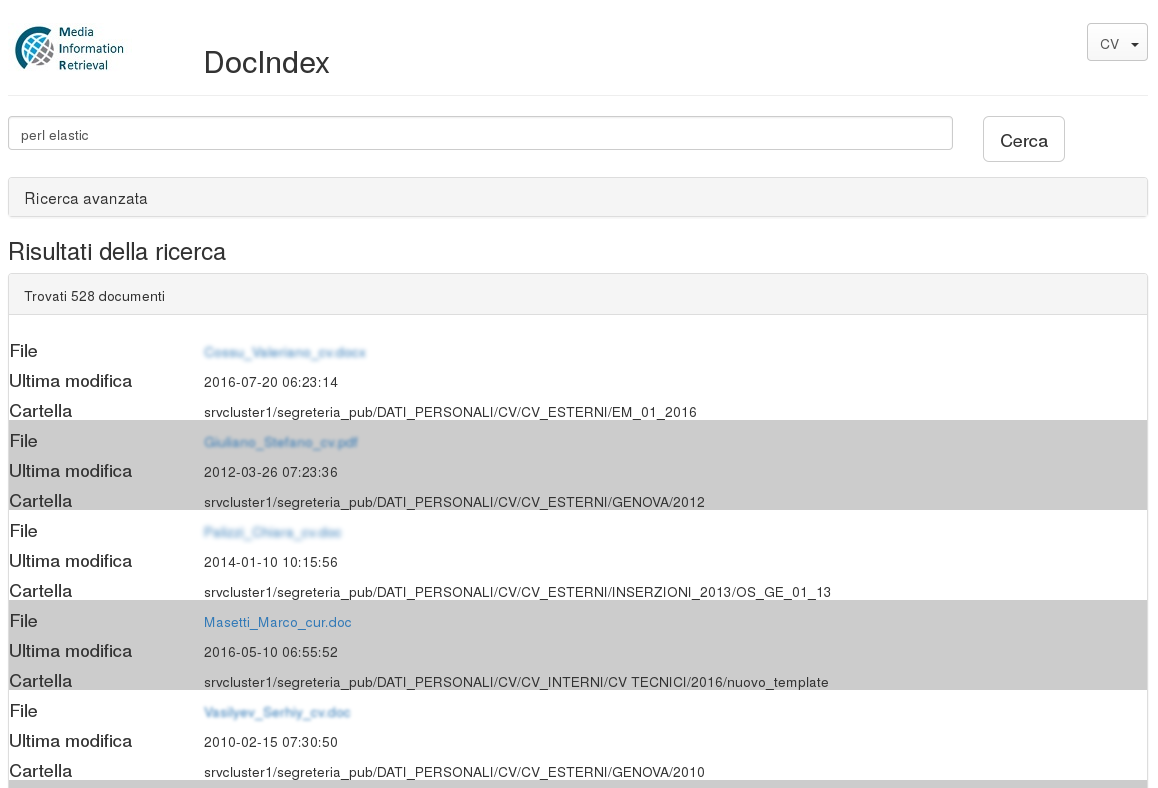 Media
Information
Retrieval
DocIndex
CV
perl elastic
Cerca
Ricerca avanzata
Risultati della ricerca
Trovati 528 documenti
File
Ultima modifica 2016-07-20 06:23:14
Cartella srvcluster1/segreteria_pub/DATI_PERSONALI/CV/CV_ESTERNI/EM_01_2016
File
Ultima modifica 2012-03-26 07:23:36
Cartella srvcluster1/segreteria_pub/DATI_PERSONALI/CV/CV_ESTERNI/GENOVA/2012
File
Ultima modifica 2014-01-10 10:15:56
Cartella srvcluster1/segreteria_pub/DATI_PERSONALI/CV/CV_ESTERNI/INSERZIONI_2013/OS_GE_01_13
File Masetti_Marco_cur.doc
Ultima modifica 2016-05-10 06:55:52
Cartella srvcluster1/segreteria_pub/DATI_PERSONALI/CV/CV_INTERNI/CV TECNICI/2016/nuovo_template
File
Ultima modifica 2010-02-15 07:30:50
Cartella srvcluster1/segreteria_pub/DATI_PERSONALI/CV/CV_ESTERNI/GENOVA/2010